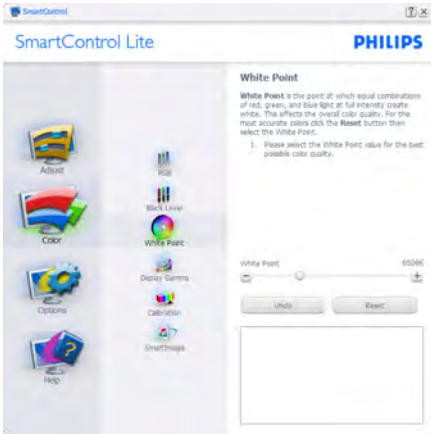 SmartControl
SmartControl Lite
PHILIPS
Adjust
Color
Options
Help
RGB
Black Level
White Point
Display Gamma
Calibration
SmartImage
White Point
White Point is the point at which equal combinations
of red, green, and blue light at full intensity create
white. This effects the overall color quality. For the
most accurate colors click the Reset button then
select the White Point.
1. Please select the White Point value for the best
possible color quality.
White Point 6500K
Undo Reset